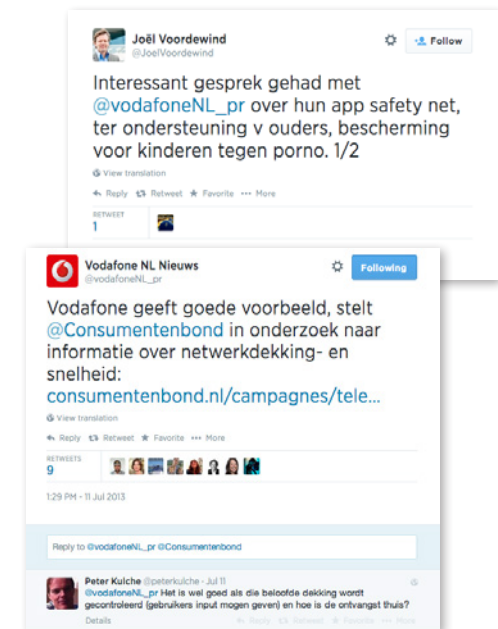 Joël Voordewind
@JoelVoordewind
Follow
Interessant gesprek gehad met
@vodafoneNL_pr over hun app safety net,
ter ondersteuning v ouders, bescherming
voor kinderen tegen porno. 1/2
View translation
Reply Retweet Favorite More
RETWEET
1
Vodafone NL Nieuws
@vodafoneNL_pr
Following
Vodafone geeft goede voorbeeld, stelt
@Consumentenbond in onderzoek naar
informatie over netwerkdekking- en
snelheid:
consumentenbond.nl/campagnes/tele...
View translation
Reply Retweet Favorite More
RETWEETS
9
1:29 PM - 11 Jul 2013
Reply to @vodafoneNL_pr @Consumentenbond
Peter Kulche @peterkulche · Jul 11
@vodafoneNL_pr Het is wel goed als die beloofde dekking wordt
gecontroleerd (gebruikers input mogen geven) en hoe is de ontvangst thuis?
Details Reply Retweet Favorite More